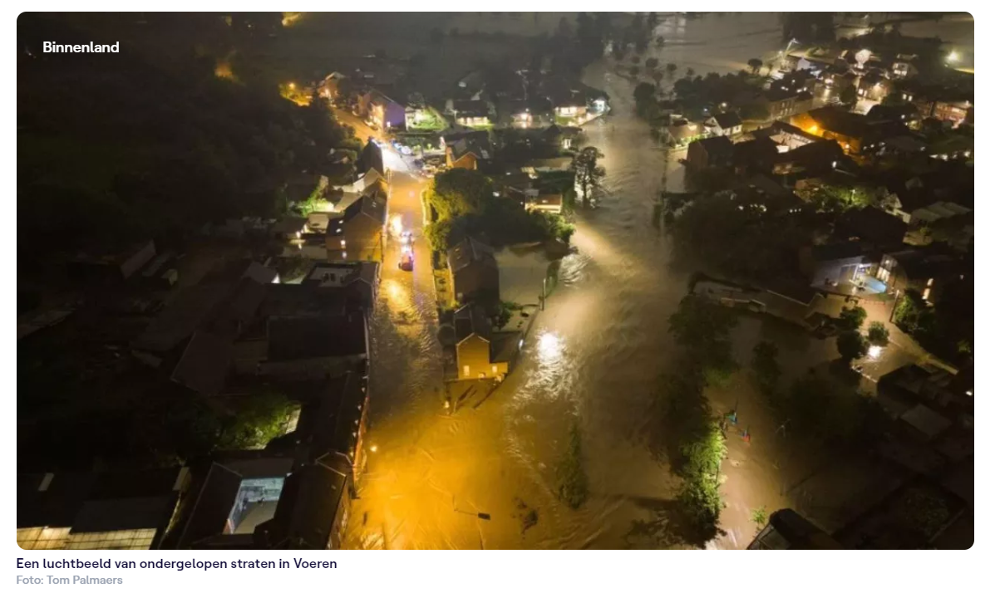 Binnenland
Een luchtbeeld van ondergelopen straten in Voeren
Foto: Tom Palmaers